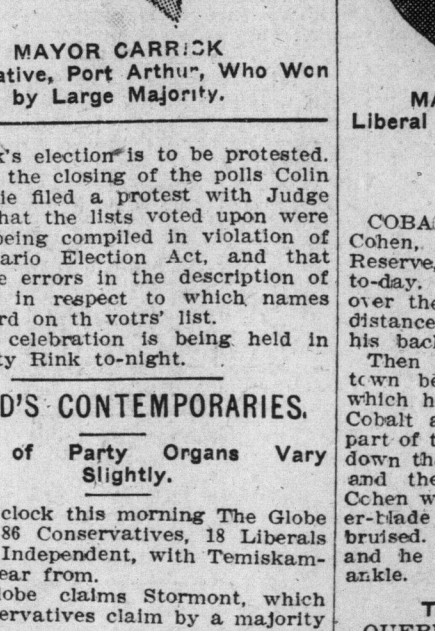 MAYOR CARRICK
ative, Port Arthur, Who Won
by Large Majority.
k's election is to be protested.
the closing of the polls Colin
ie filed a protest with Judge
hat the lists voted upon were
being compiled in violation of
ario Election Act, and that
e errors in the description of
in respect to which names
rd on th votrs' list.
celebration is being held in
ty Rink to-night.
D'S CONTEMPORARIES.
of Party Organs Vary
Slightly.
clock this morning The Globe
86 Conservatives, 18 Liberals
Independent, with Temiskam-
ear from.
lobe claims Stormont, which
servatives claim by a majority
MA
Liberal
COBA
Cohen,
Reserve,
to-day.
over the
distance
his back
Then
town be
which h
Cobalt a
part of t
down th
and the
Cohen w
er-blade
bruised.
and he
ankle.
T
QUEB